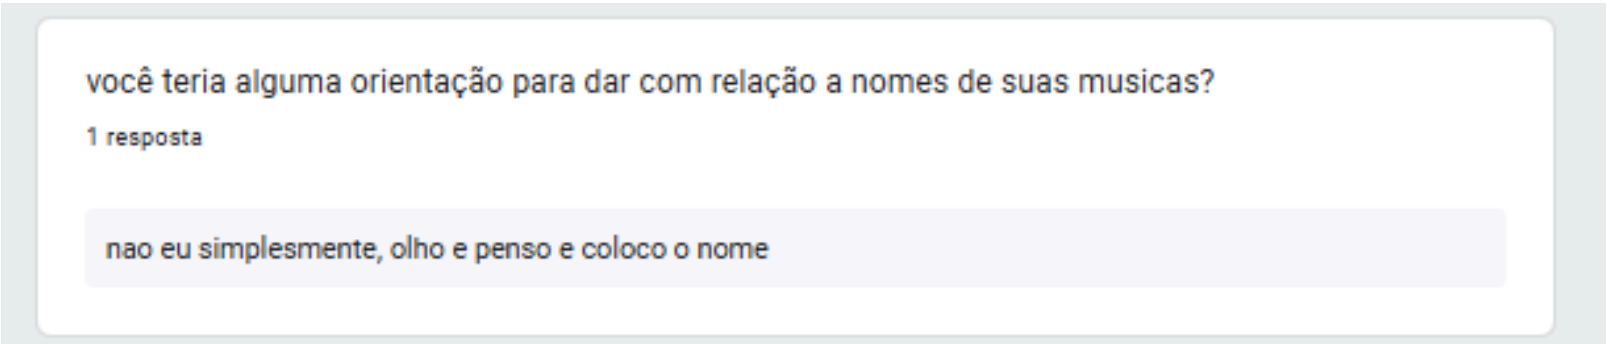 você teria alguma orientação para dar com relação a nomes de suas musicas?
1 resposta
nao eu simplesmente, olho e penso e coloco o nome